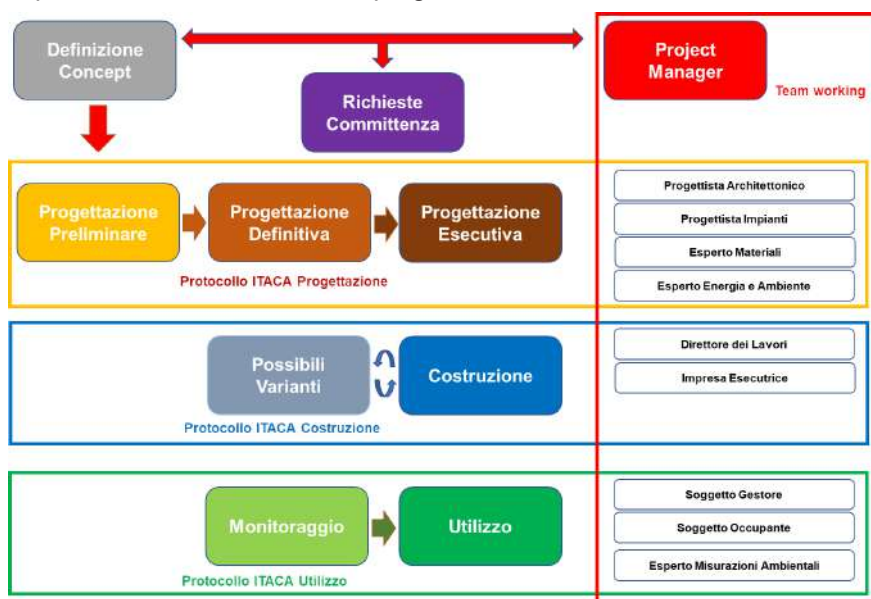 Definizione
Concept
Project
Manager
Team working
Richieste
Committenza
Progettazione
Preliminare
Progettazione
Definitiva
Progettazione
Esecutiva
Protocollo ITACA Progettazione
Progettista Architettonico
Progettista Impianti
Esperto Materiali
Esperto Energia e Ambiente
Possibili
Varianti
Costruzione
Protocollo ITACA Costruzione
Direttore dei Lavori
Impresa Esecutrice
Monitoraggio
Utilizzo
Protocollo ITACA Utilizzo
Soggetto Gestore
Soggetto Occupante
Esperto Misurazioni Ambientali